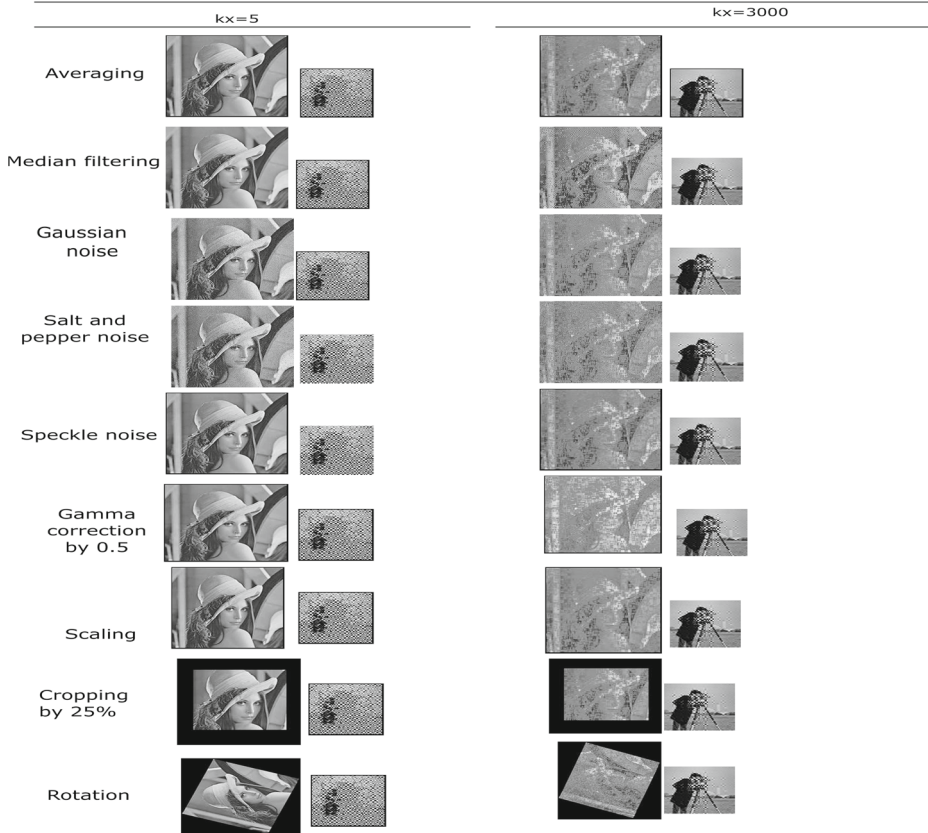 kx=5
kx=3000
Averaging
Median filtering
Gaussian
noise
Salt and
pepper noise
Speckle noise
Gamma
correction
by 0.5
Scaling
Cropping
by 25%
Rotation